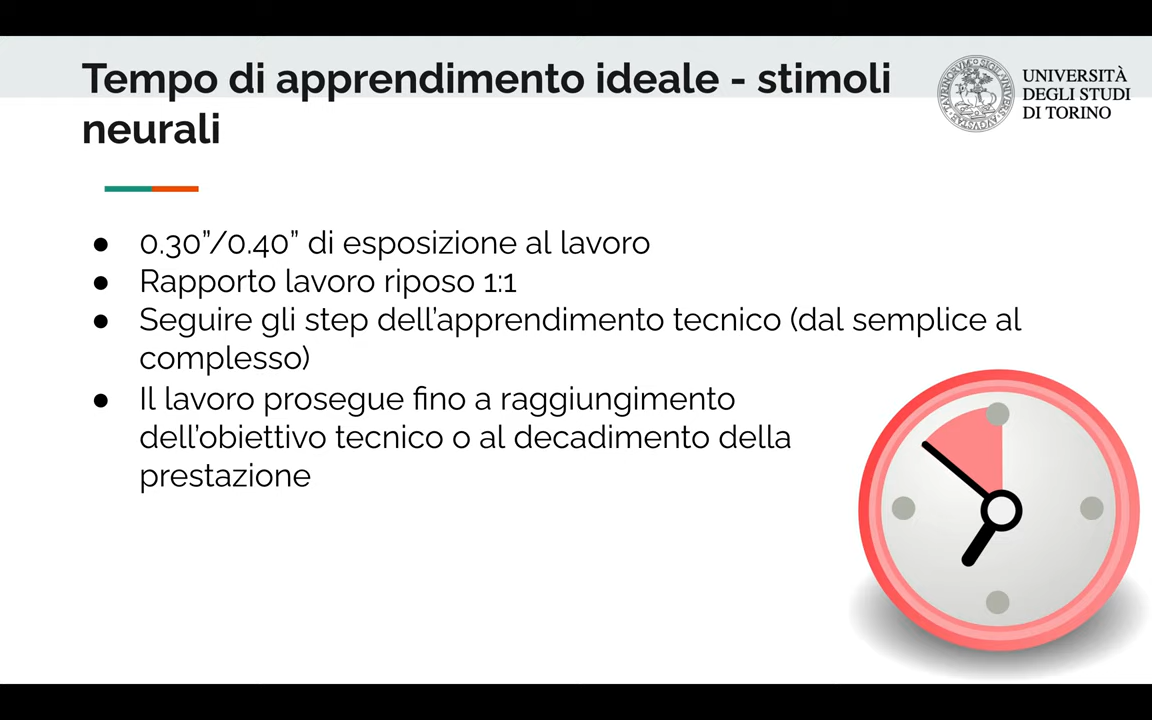 Tempo di apprendimento ideale - stimoli
neurali
UNIVERSITÀ
DEGLI STUDI
DI TORINO
● 0.30”/0.40” di esposizione al lavoro
● Rapporto lavoro riposo 1:1
● Seguire gli step dell’apprendimento tecnico (dal semplice al
complesso)
● Il lavoro prosegue fino a raggiungimento
dell’obiettivo tecnico o al decadimento della
prestazione